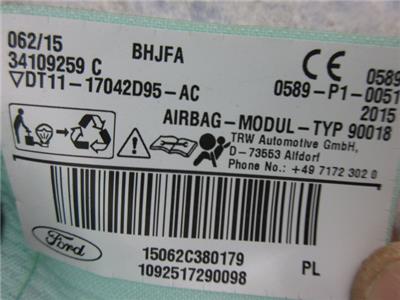 062/15 BHJFA
34109259 C 0589
DT11-17042D95-AC 0589-P1-0051
2015
AIRBAG-MODUL-TYP 90018
TRW Automotive GmbH,
D-73553 Alfdorf
Phone No.: +49 7172 302 0
Ford
15062C380179 PL
1092517290098